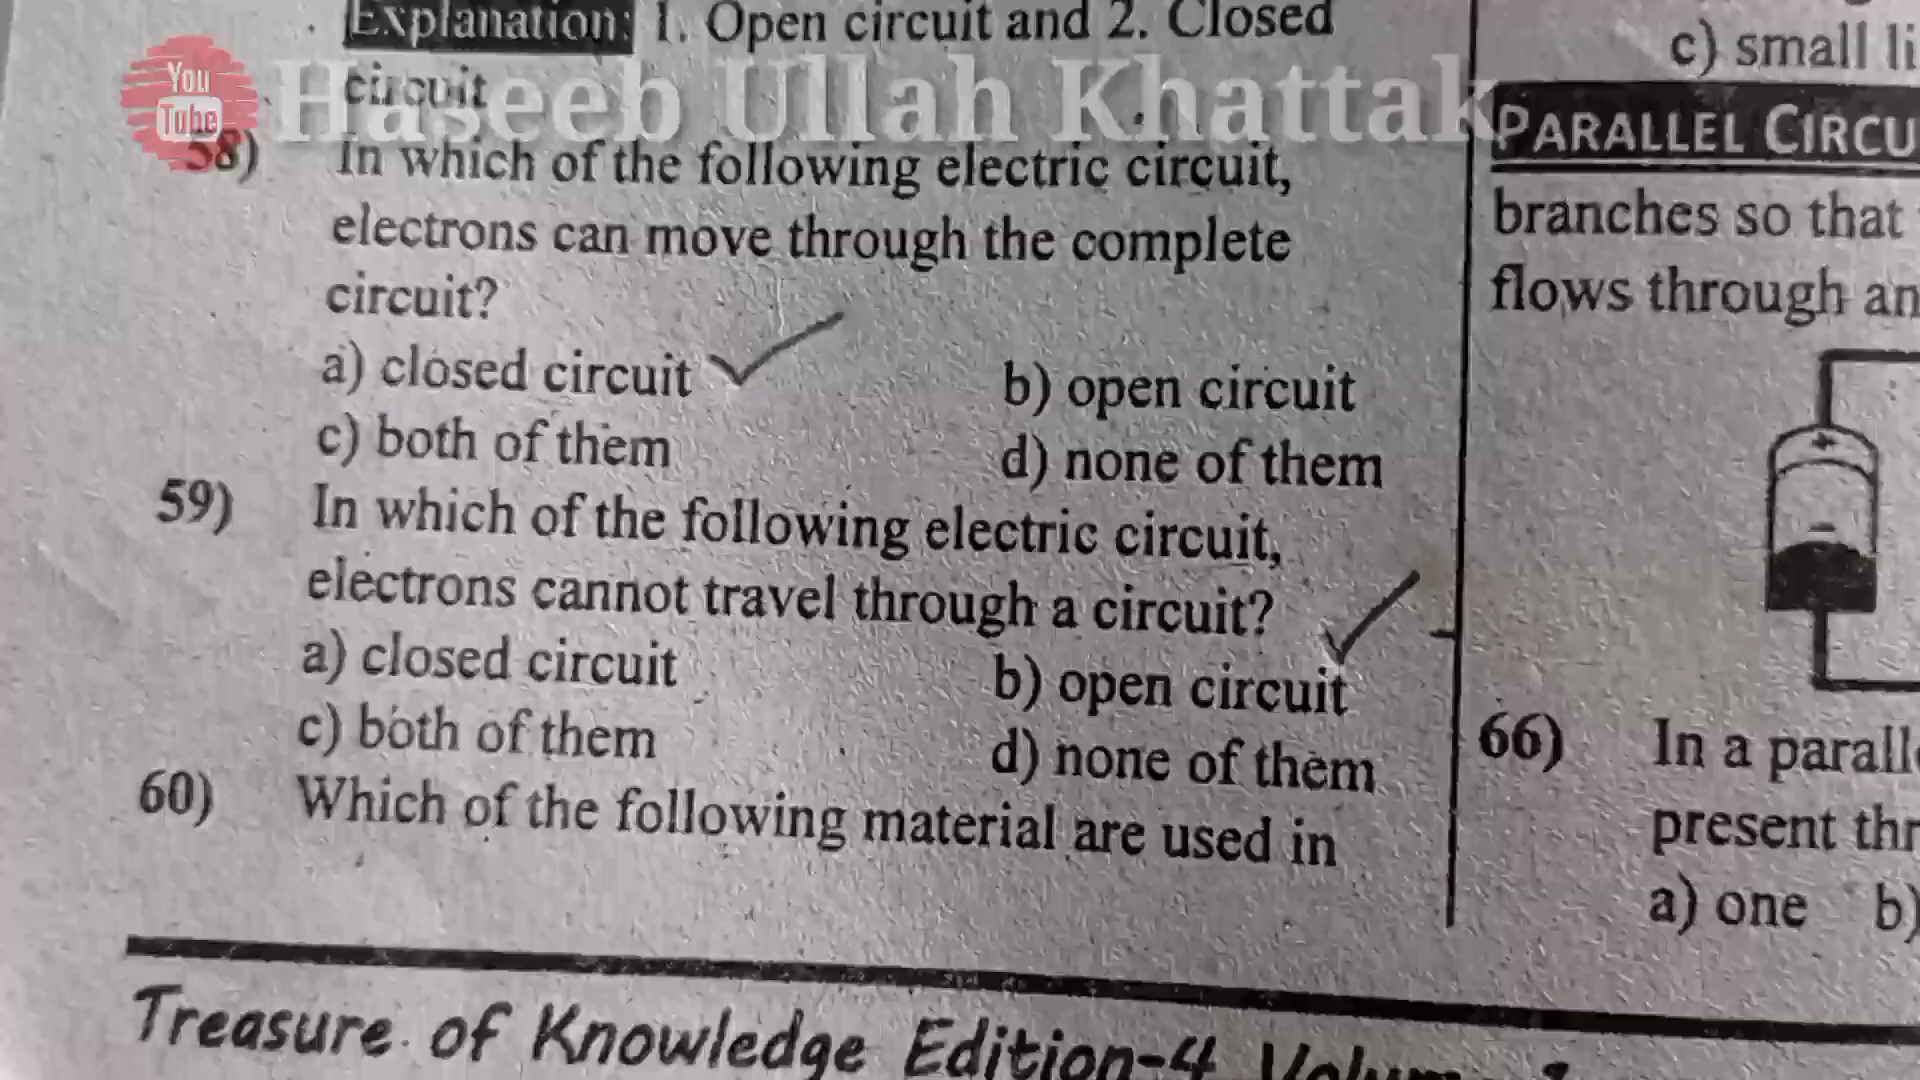 Explanation: 1. Open circuit and 2. Closed
circuit
You
Tube
Haseeb Ullah Khattak
58) In which of the following electric circuit,
electrons can move through the complete
circuit?
a) closed circuit b) open circuit
c) both of them d) none of them
59) In which of the following electric circuit,
electrons cannot travel through a circuit?
a) closed circuit b) open circuit
c) both of them d) none of them
60) Which of the following material are used in
c) small li
PARALLEL CIRCU
branches so that
flows through an
+
−
66) In a paralle
present thr
a) one b)
Treasure of Knowledge Edition-4